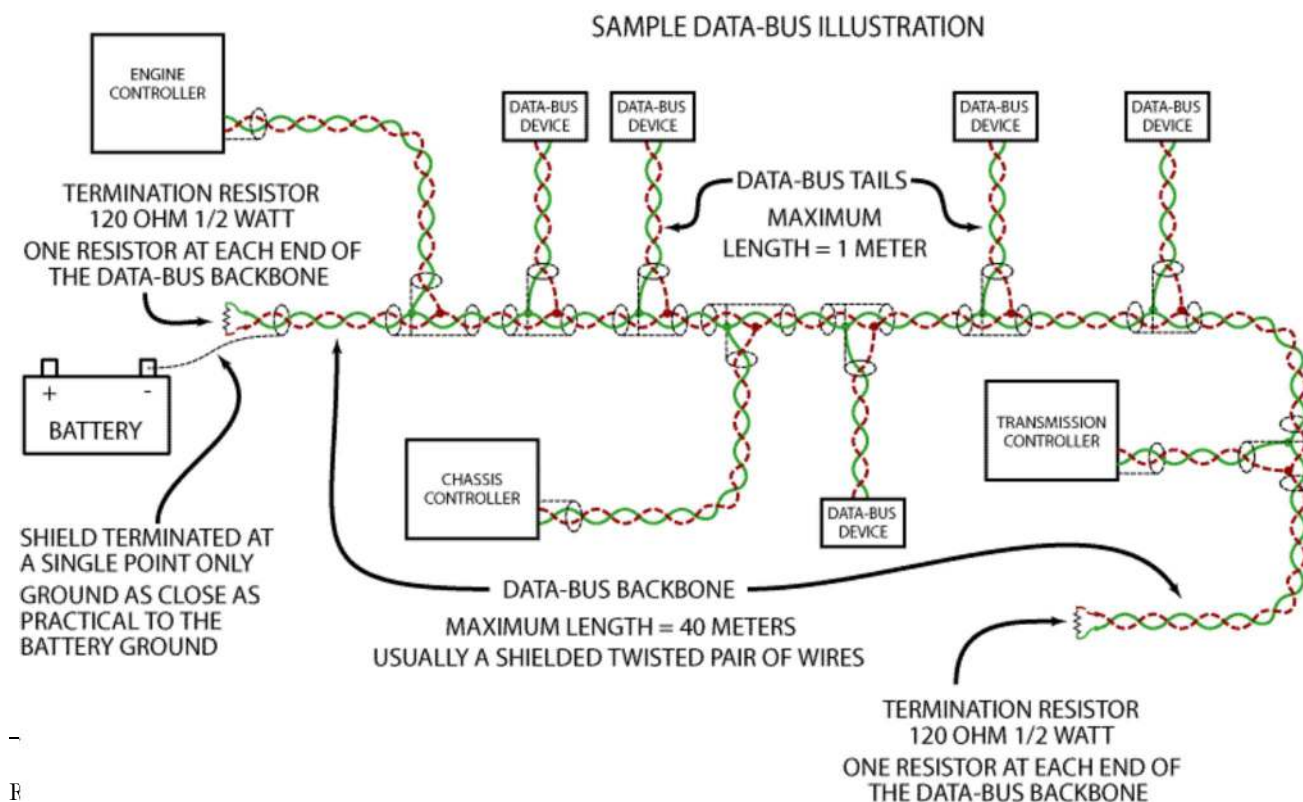 SAMPLE DATA-BUS ILLUSTRATION
ENGINE
CONTROLLER
DATA-BUS
DEVICE
DATA-BUS
DEVICE
DATA-BUS
DEVICE
DATA-BUS
DEVICE
TERMINATION RESISTOR
120 OHM 1/2 WATT
ONE RESISTOR AT EACH END OF
THE DATA-BUS BACKBONE
DATA-BUS TAILS
MAXIMUM
LENGTH = 1 METER
+ -
BATTERY
CHASSIS
CONTROLLER
TRANSMISSION
CONTROLLER
DATA-BUS
DEVICE
SHIELD TERMINATED AT
A SINGLE POINT ONLY
GROUND AS CLOSE AS
PRACTICAL TO THE
BATTERY GROUND
DATA-BUS BACKBONE
MAXIMUM LENGTH = 40 METERS
USUALLY A SHIELDED TWISTED PAIR OF WIRES
TERMINATION RESISTOR
120 OHM 1/2 WATT
ONE RESISTOR AT EACH END OF
THE DATA-BUS BACKBONE